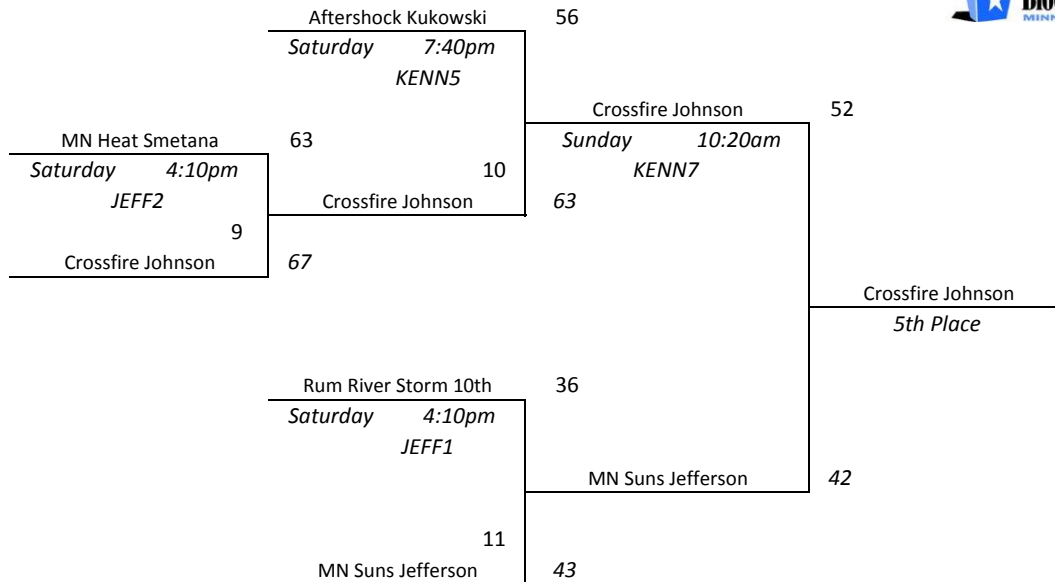 Aftershock Kukowski 56
Saturday 7:40pm
KENN5
Crossfire Johnson 52
MN Heat Smetana 63
Sunday 10:20am
Saturday 4:10pm
10
KENN7
JEFF2
Crossfire Johnson 63
9
Crossfire Johnson 67
Crossfire Johnson
5th Place
Rum River Storm 10th 36
Saturday 4:10pm
JEFF1
MN Suns Jefferson 42
11
MN Suns Jefferson 43